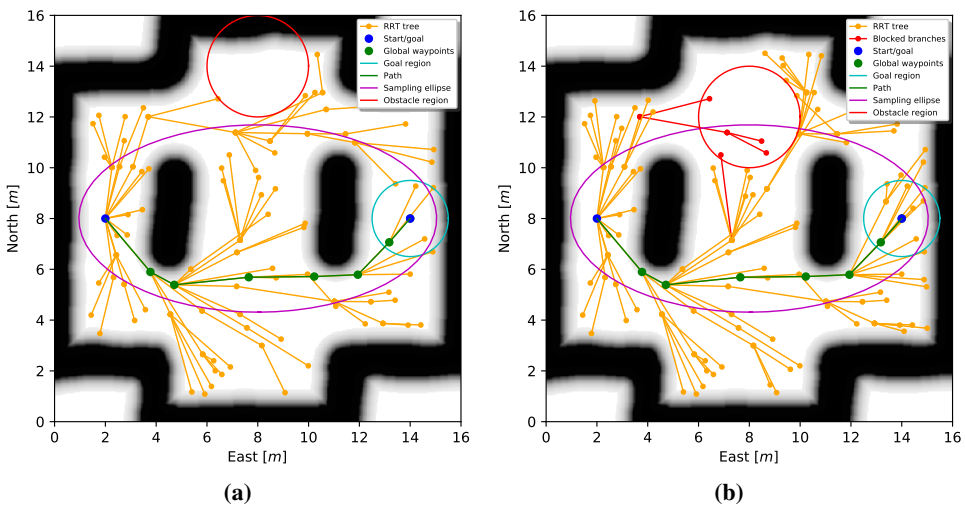 16
14
12
10
8
6
4
2
0
North [m]
0 2 4 6 8 10 12 14 16
East [m]
RRT tree
Start/goal
Global waypoints
Goal region
Path
Sampling ellipse
Obstacle region
(a)
16
14
12
10
8
6
4
2
0
North [m]
0 2 4 6 8 10 12 14 16
East [m]
RRT tree
Blocked branches
Start/goal
Global waypoints
Goal region
Path
Sampling ellipse
Obstacle region
(b)